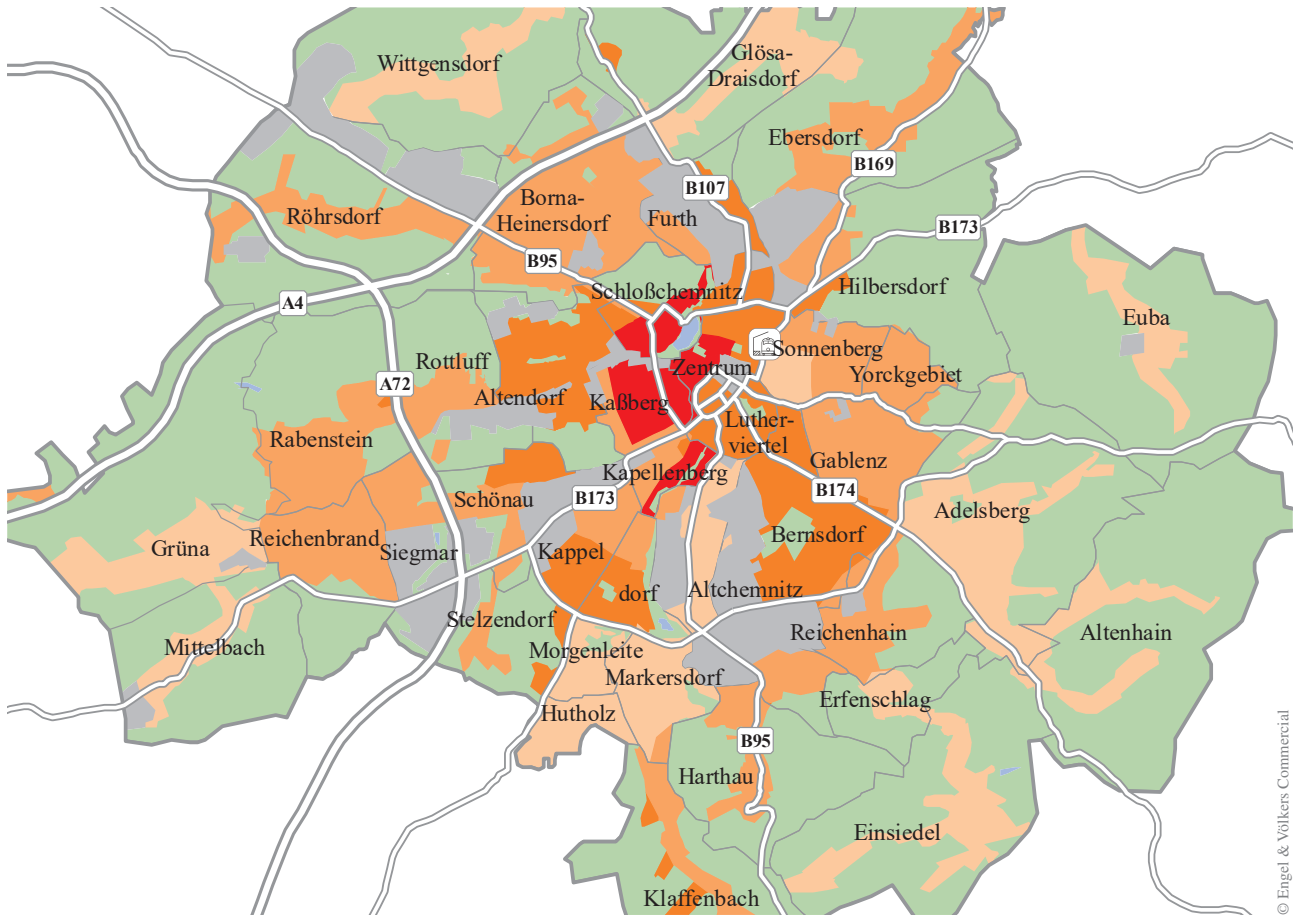 Wittgensdorf
Glösa-
Draisdorf
Ebersdorf
B169
B107
Borna-
Heinersdorf
Furth
Röhrsdorf
B173
B95
Schloßchemnitz
Hilbersdorf
A4
Euba
Sonnenberg
Rottluff
Zentrum
Yorckgebiet
A72
Altendorf
Kaßberg
Luther-
viertel
Rabenstein
Gablenz
Kapellenberg
B174
Schönau
B173
Adelsberg
Bernsdorf
Reichenbrand
Grüna
Siegmar
Kappel
dorf
Altchemnitz
Stelzendorf
Reichenhain
Altenhain
Mittelbach
Morgenleite
Markersdorf
Erfenschlag
Hutholz
B95
Harthau
Einsiedel
Klaffenbach
© Engel & Völkers Commercial